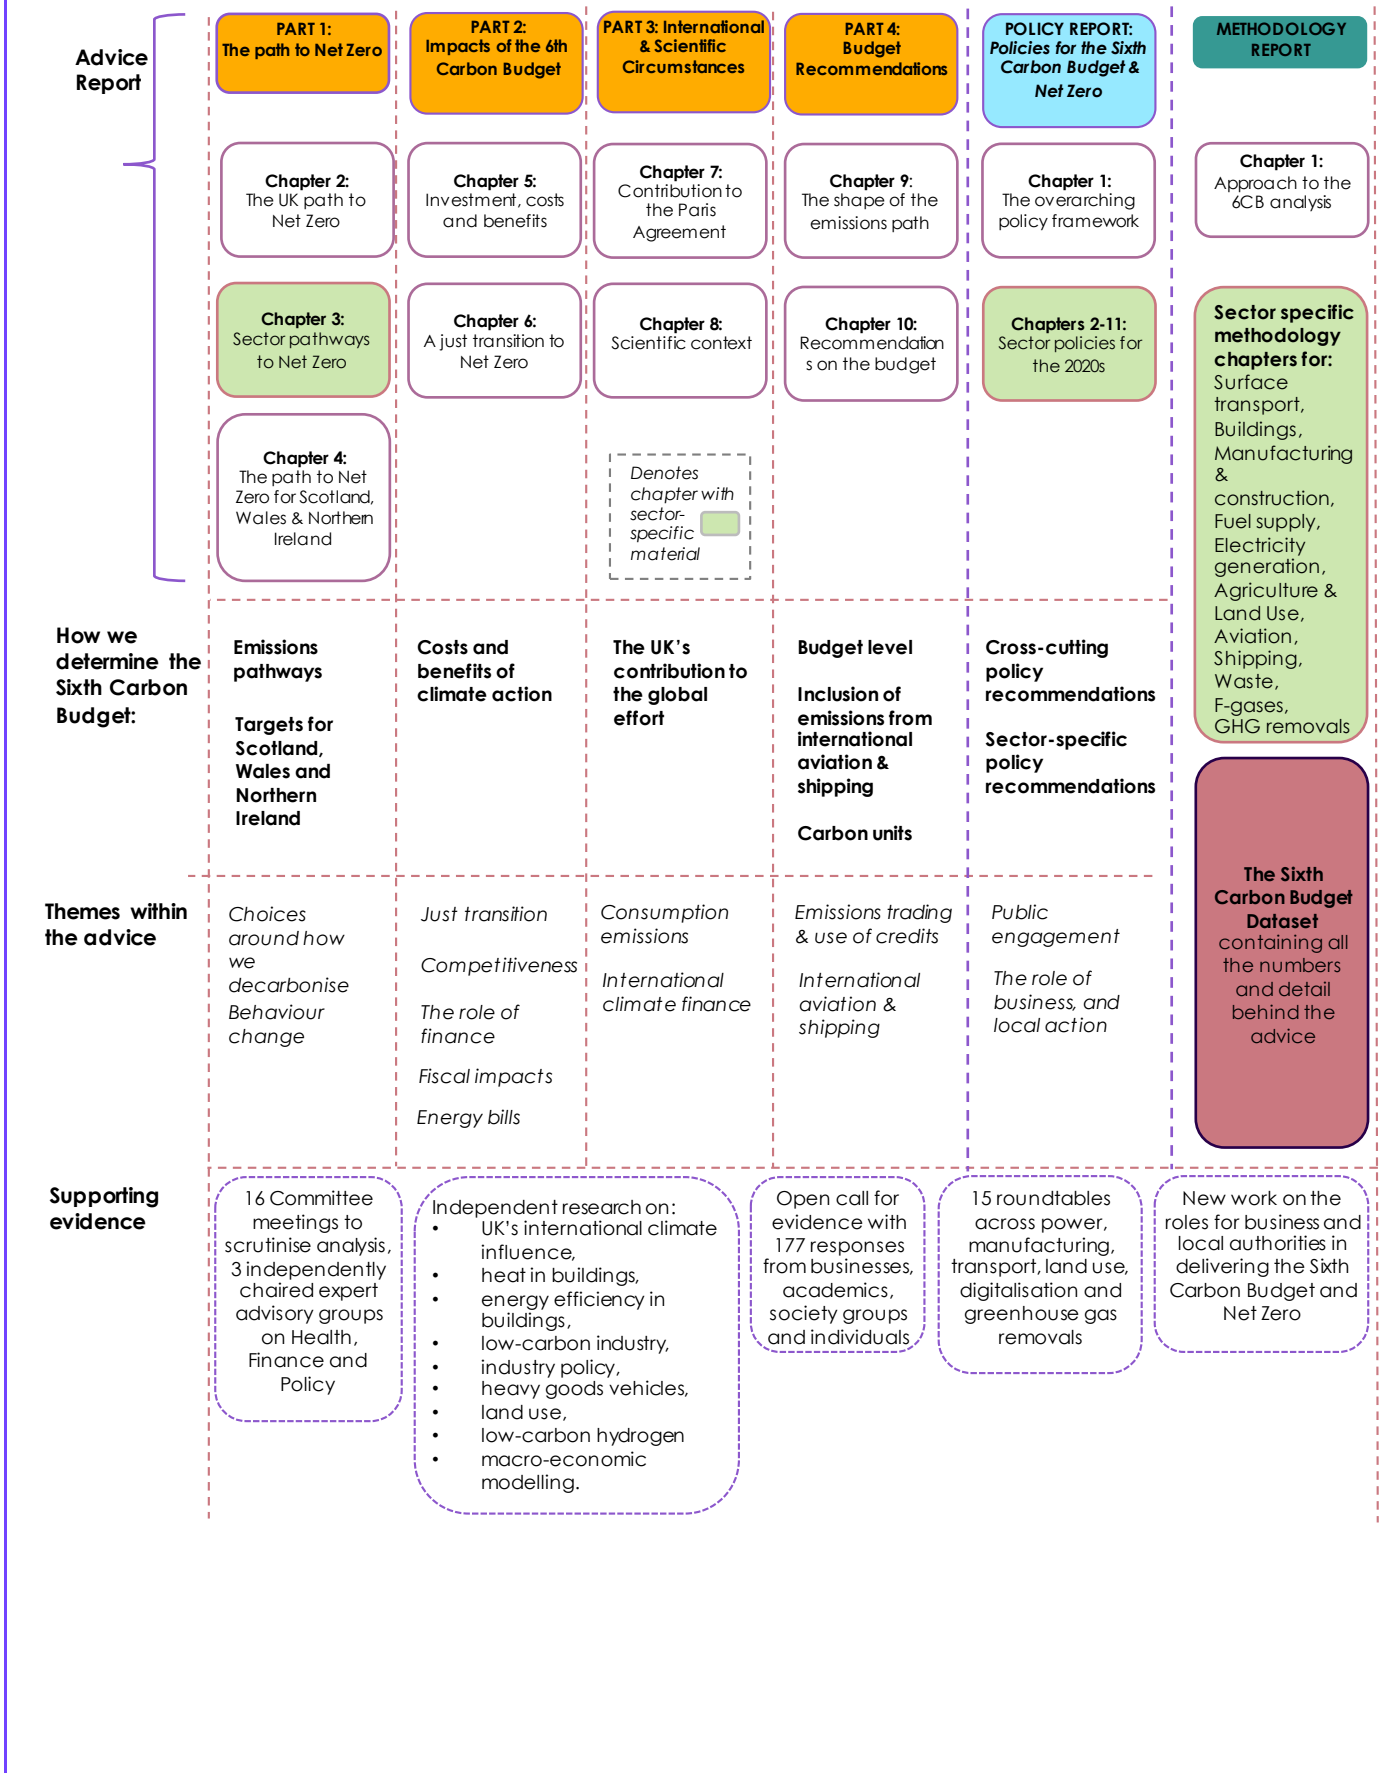 Advice
Report
PART 1:
The path to Net Zero
PART 2:
Impacts of the 6th
Carbon Budget
PART 3: International
& Scientific
Circumstances
PART 4:
Budget
Recommendations
POLICY REPORT:
Policies for the Sixth
Carbon Budget &
Net Zero
METHODOLOGY
REPORT
Chapter 2:
The UK path to
Net Zero
Chapter 5:
Investment, costs
and benefits
Chapter 7:
Contribution to
the Paris
Agreement
Chapter 9:
The shape of the
emissions path
Chapter 1:
The overarching
policy framework
Chapter 1:
Approach to the
6CB analysis
Chapter 3:
Sector pathways
to Net Zero
Chapter 6:
A just transition to
Net Zero
Chapter 8:
Scientific context
Chapter 10:
Recommendation
s on the budget
Chapters 2-11:
Sector policies for
the 2020s
Sector specific
methodology
chapters for:
Surface
transport,
Buildings,
Manufacturing
&
construction,
Fuel supply,
Electricity
generation,
Agriculture &
Land Use,
Aviation,
Shipping,
Waste,
F-gases,
GHG removals
Chapter 4:
The path to Net
Zero for Scotland,
Wales & Northern
Ireland
Denotes
chapter with
sector-
specific
material
How we
determine the
Sixth Carbon
Budget:
Emissions
pathways
Targets for
Scotland,
Wales and
Northern
Ireland
Costs and
benefits of
climate action
The UK's
contribution to
the global
effort
Budget level
Inclusion of
emissions from
international
aviation &
shipping
Carbon units
Cross-cutting
policy
recommendations
Sector-specific
policy
recommendations
The Sixth
Carbon Budget
Dataset
containing all
the numbers
and detail
behind the
advice
Themes within
the advice
Choices
around how
we
decarbonise
Behaviour
change
Just transition
Competitiveness
The role of
finance
Fiscal impacts
Energy bills
Consumption
emissions
International
climate finance
Emissions trading
& use of credits
International
aviation &
shipping
Public
engagement
The role of
business, and
local action
Supporting
evidence
16 Committee
meetings to
scrutinise analysis,
3 independently
chaired expert
advisory groups
on Health,
Finance and
Policy
Independent research on:
• UK's international climate
influence,
• heat in buildings,
• energy efficiency in
buildings,
• low-carbon industry,
• industry policy,
• heavy goods vehicles,
• land use,
• low-carbon hydrogen
• macro-economic
modelling.
Open call for
evidence with
177 responses
from businesses,
academics,
society groups
and individuals
15 roundtables
across power,
manufacturing,
transport, land use,
digitalisation and
greenhouse gas
removals
New work on the
roles for business and
local authorities in
delivering the Sixth
Carbon Budget and
Net Zero